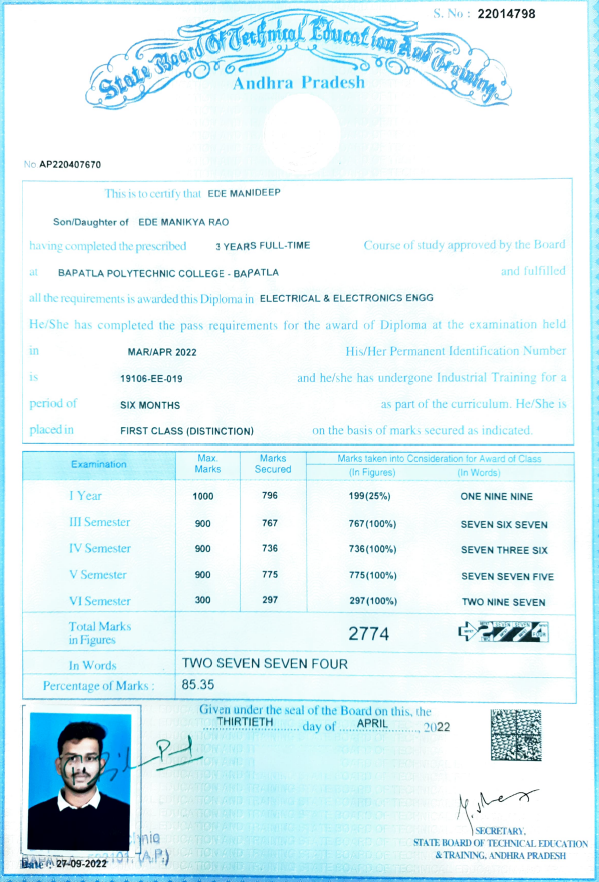 S. No : 22014798
State Board Of Technical Education And Training
Andhra Pradesh
No AP220407670
This is to certify that EDE MANIDEEP
Son/Daughter of EDE MANIKYA RAO
having completed the prescribed 3 YEARS FULL-TIME Course of study approved by the Board
at BAPATLA POLYTECHNIC COLLEGE - BAPATLA and fulfilled
all the requirements is awarded this Diploma in ELECTRICAL & ELECTRONICS ENGG
He/She has completed the pass requirements for the award of Diploma at the examination held
in MAR/APR 2022 His/Her Permanent Identification Number
is 19106-EE-019 and he/she has undergone Industrial Training for a
period of SIX MONTHS as part of the curriculum. He/She is
placed in FIRST CLASS (DISTINCTION) on the basis of marks secured as indicated.
Examination Max. Marks Marks Secured Marks taken into Consideration for Award of Class
(In Figures) (In Words)
I Year 1000 796 199(25%) ONE NINE NINE
III Semester 900 767 767(100%) SEVEN SIX SEVEN
IV Semester 900 736 736(100%) SEVEN THREE SIX
V Semester 900 775 775(100%) SEVEN SEVEN FIVE
VI Semester 300 297 297(100%) TWO NINE SEVEN
Total Marks in Figures 2774 2774
In Words TWO SEVEN SEVEN FOUR
Percentage of Marks : 85.35
Given under the seal of the Board on this, the
THIRTIETH day of APRIL, 2022
SECRETARY.
STATE BOARD OF TECHNICAL EDUCATION
& TRAINING. ANDHRA PRADESH
(A.P.)
Date : 27-09-2022